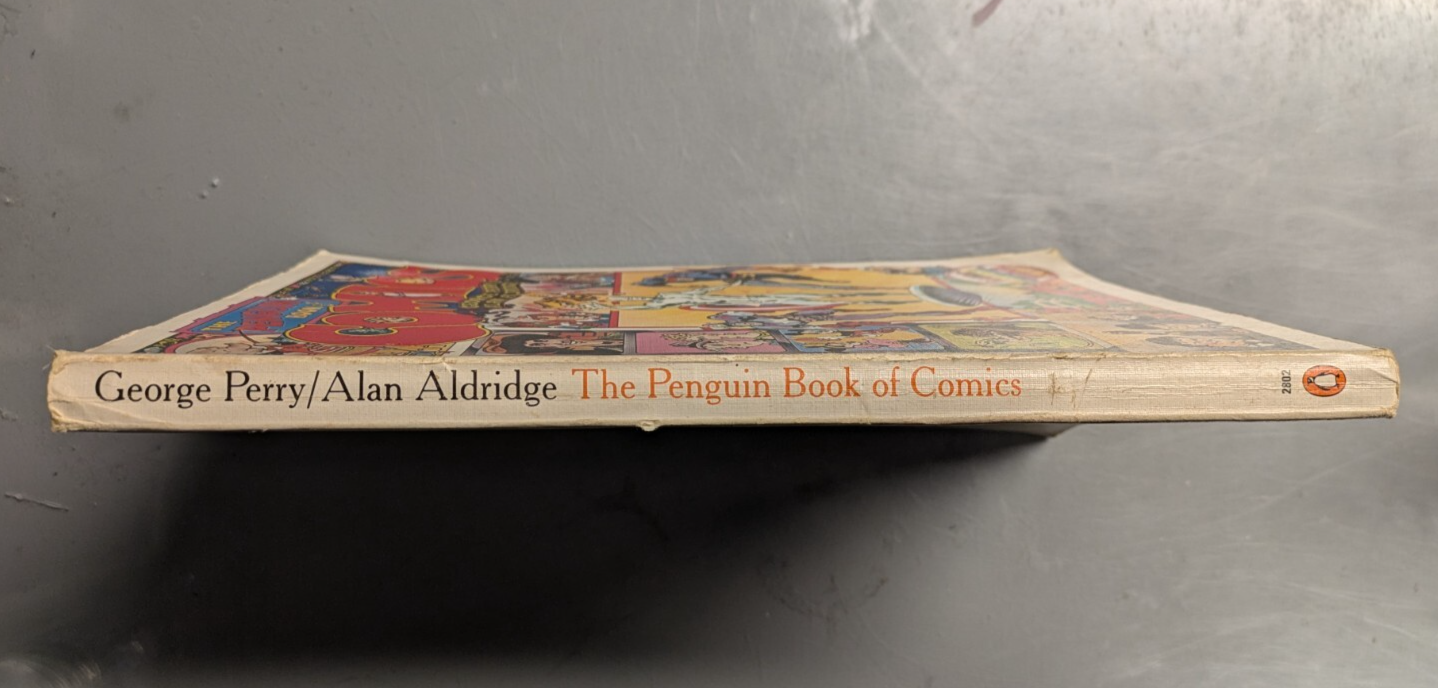 George Perry/Alan Aldridge The Penguin Book of Comics
2802